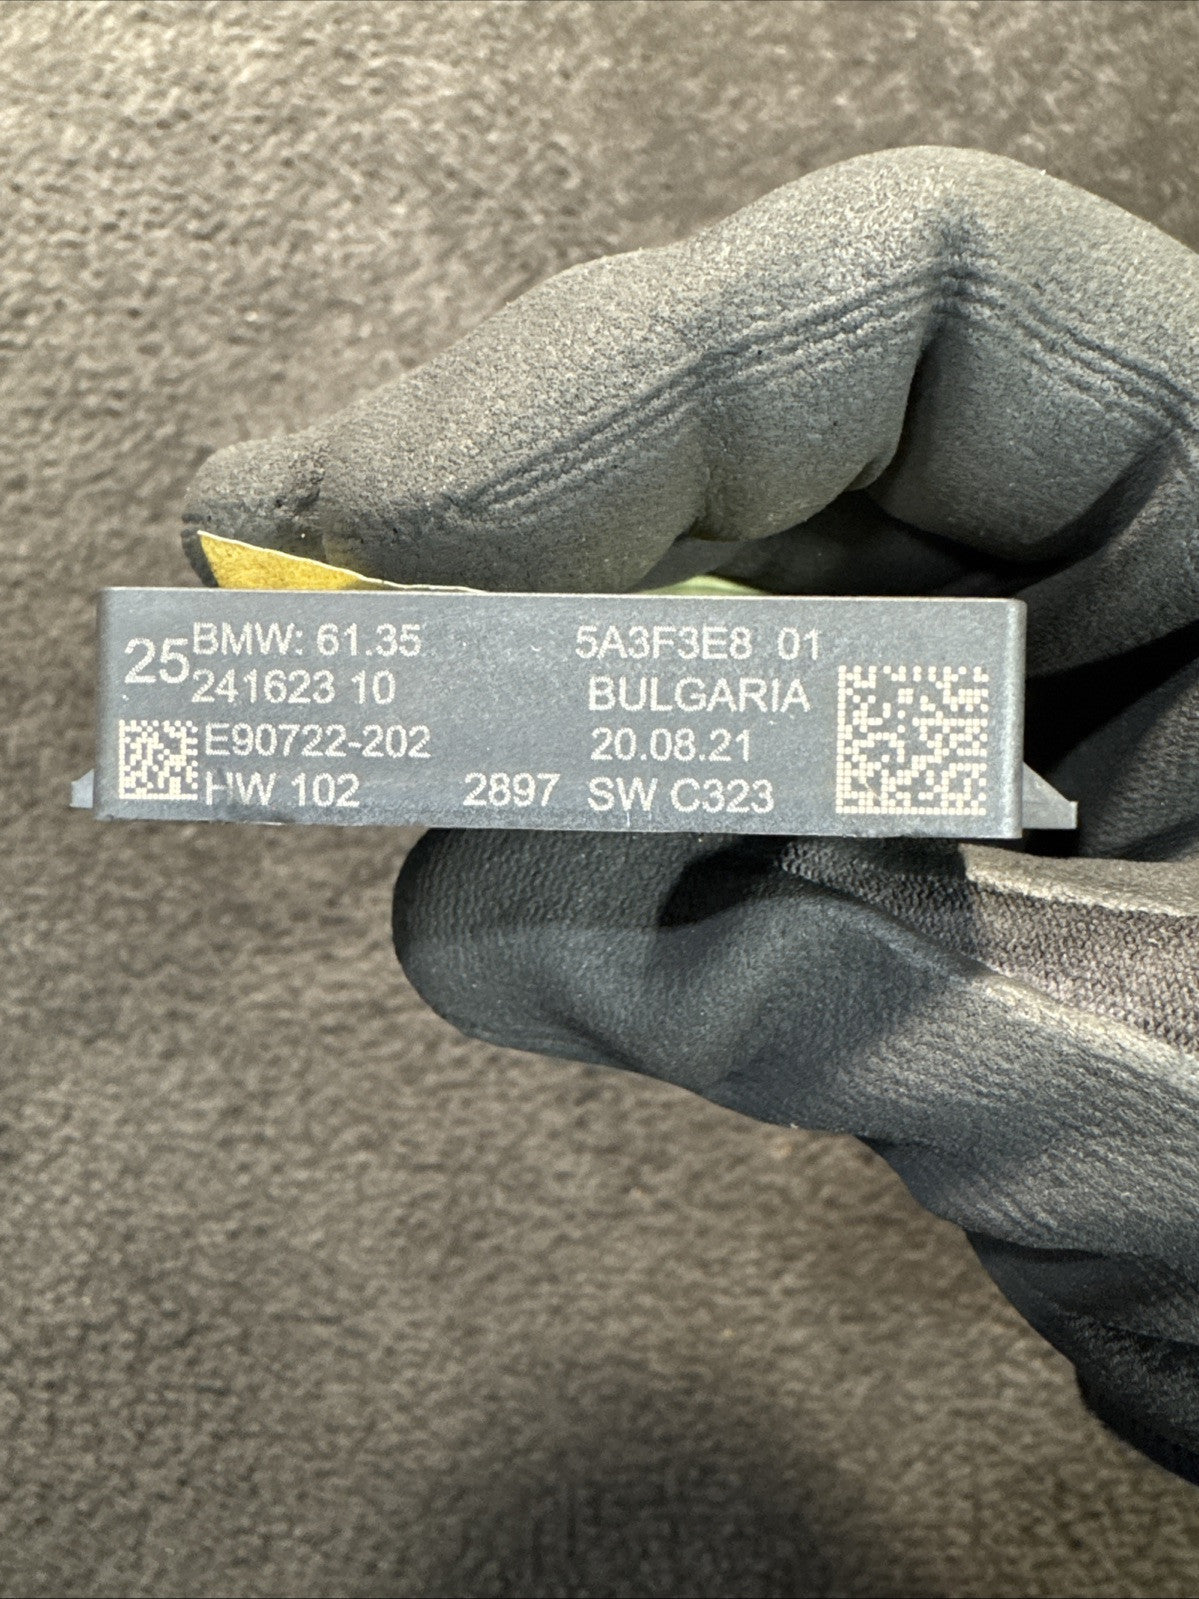 25 BMW: 61.35 5A3F3E8 01
241623 10 BULGARIA
E90722-202 20.08.21
HW 102 2897 SW C323